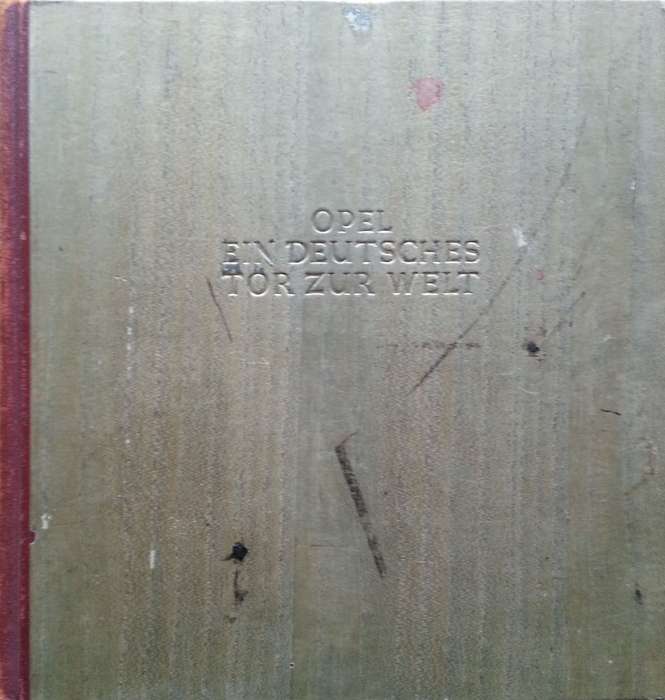 OPEL
EIN DEUTSCHES
TOR ZUR WELT